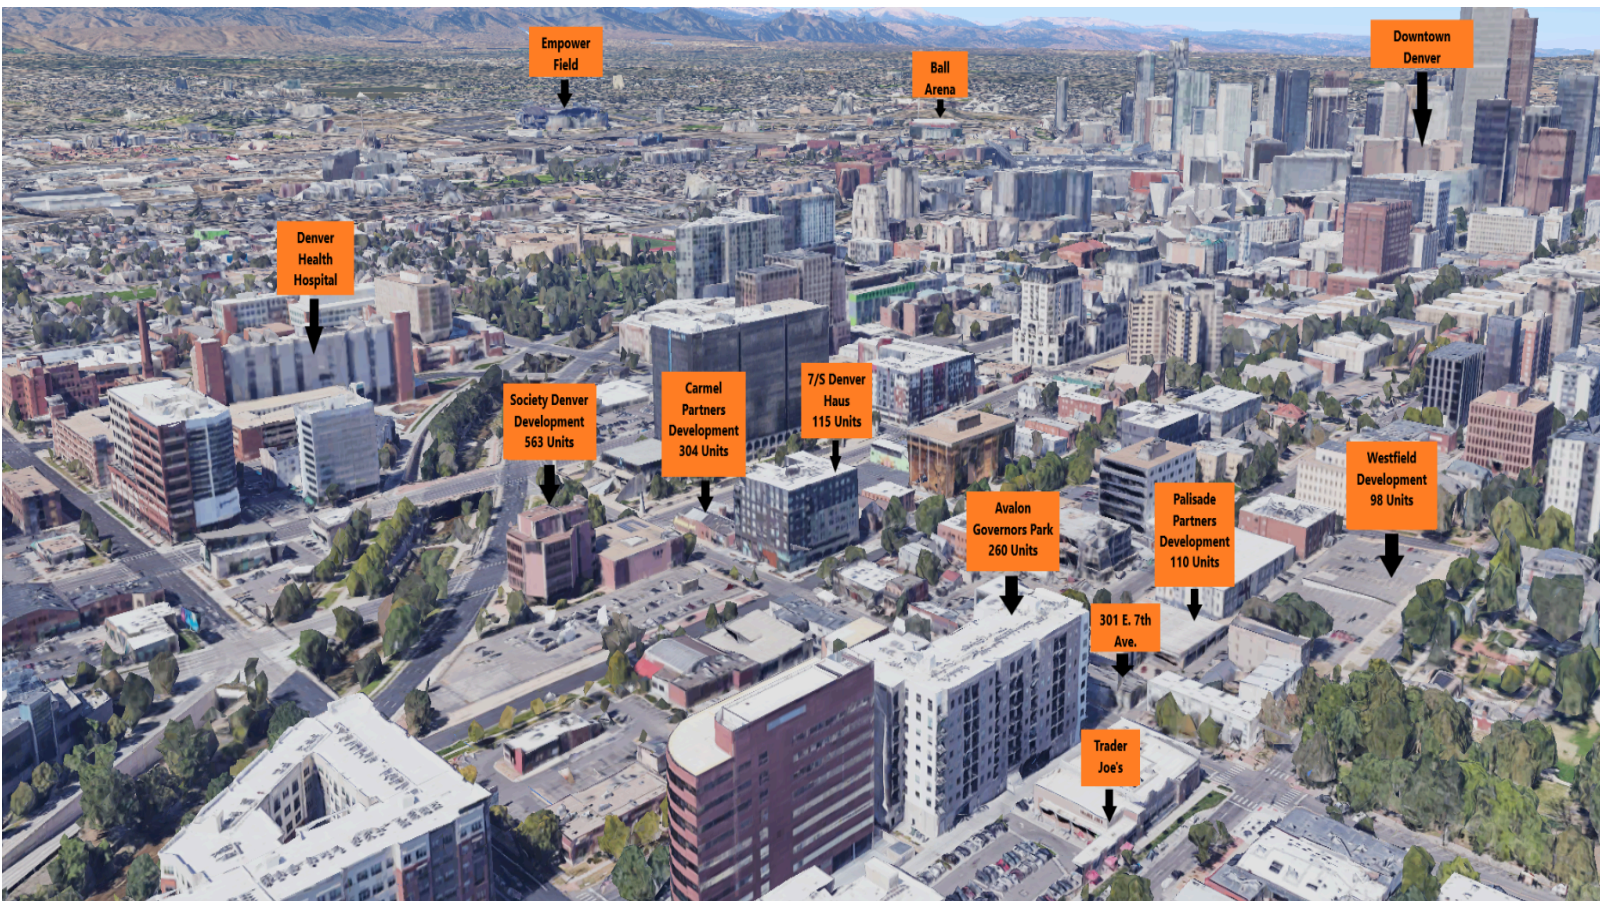 Empower
Field
Ball
Arena
Downtown
Denver
Denver
Health
Hospital
Society Denver
Development
563 Units
Carmel
Partners
Development
304 Units
7/S Denver
Haus
115 Units
Avalon
Governors Park
260 Units
Palisade
Partners
Development
110 Units
Westfield
Development
98 Units
301 E. 7th
Ave.
Trader
Joe's